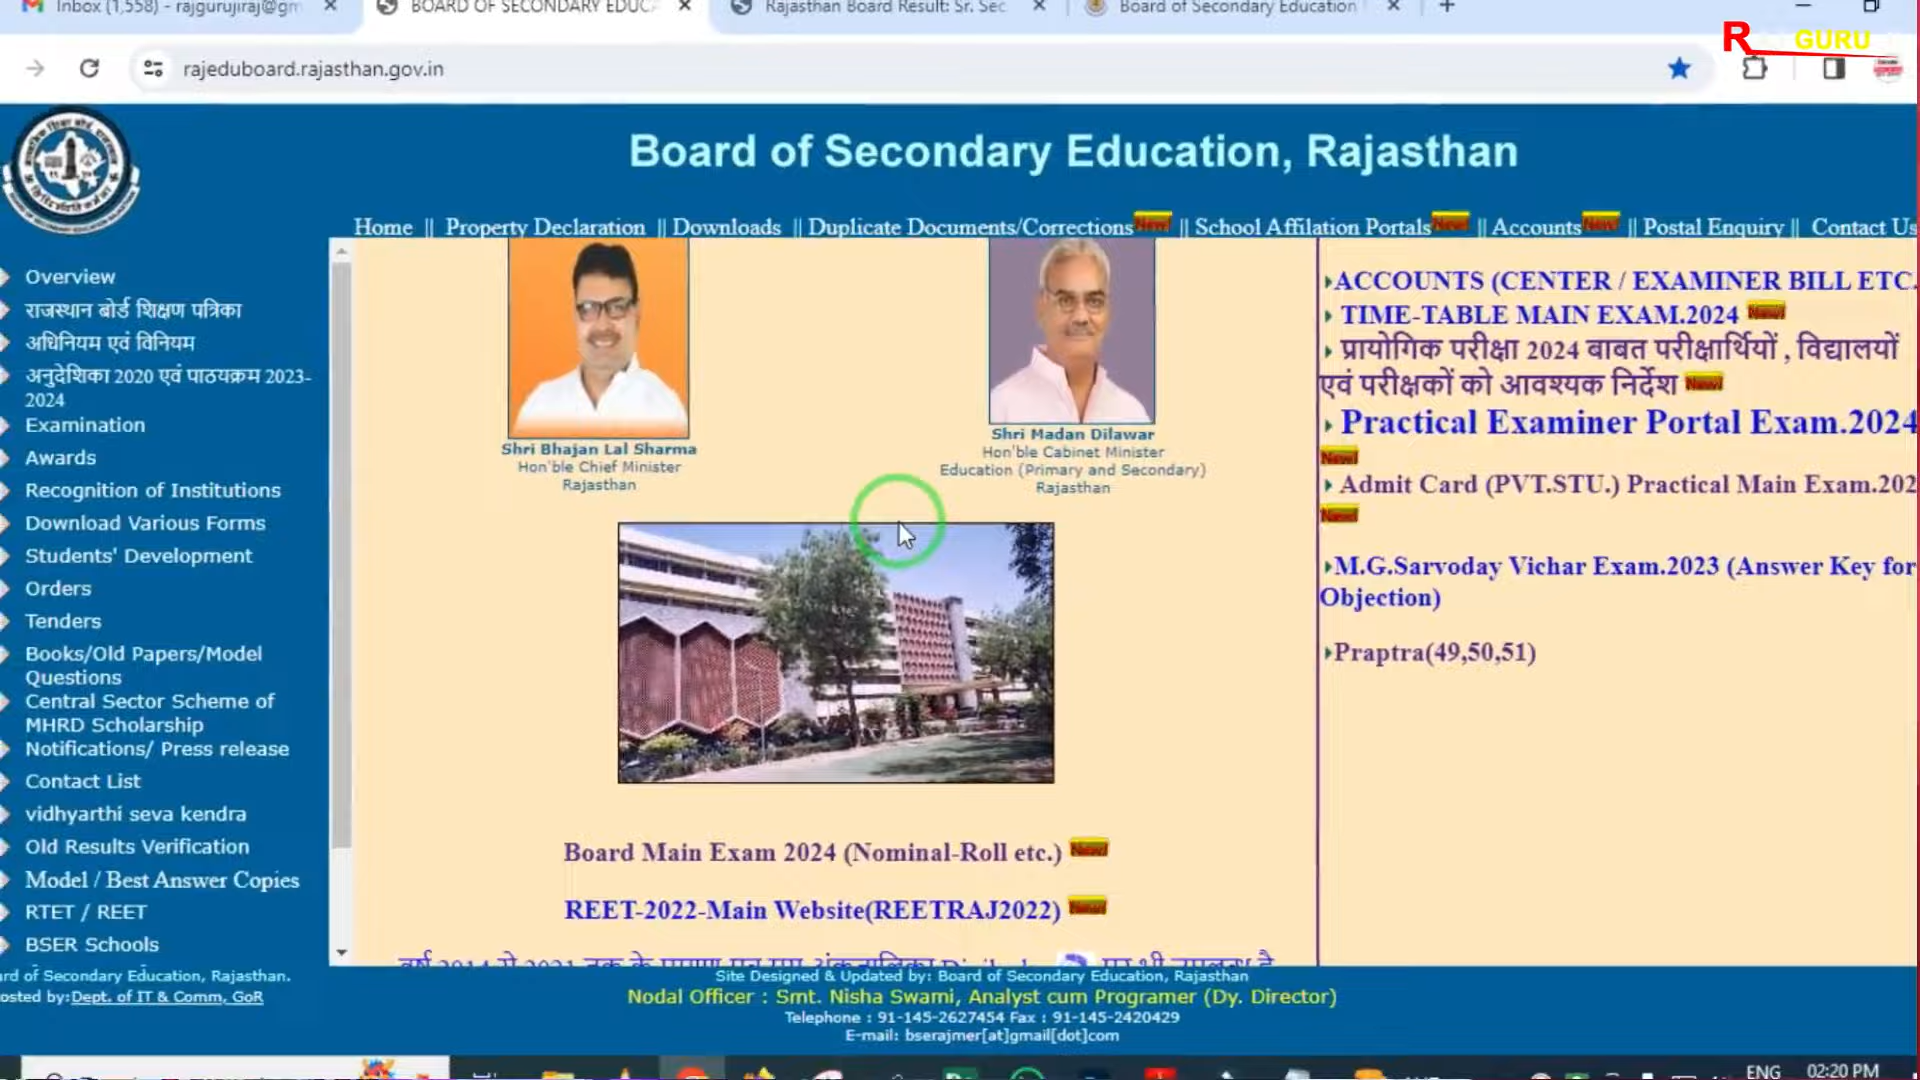 Inbox (1,558) - rajgurujiraj@gm
BOARD OF SECONDARY EDUC
Rajasthan Board Result: Sr. Sec
Board of Secondary Education
R GURU
rajeduboard.rajasthan.gov.in
Board of Secondary Education, Rajasthan
Home || Property Declaration || Downloads || Duplicate Documents/Corrections New! || School Affilation Portals New! || Accounts New! || Postal Enquiry || Contact Us
Overview
राजस्थान बोर्ड शिक्षण पत्रिका
अधिनियम एवं विनियम
अनुदेशिका 2020 एवं पाठयक्रम 2023-
2024
Examination
Awards
Recognition of Institutions
Download Various Forms
Students' Development
Orders
Tenders
Books/Old Papers/Model
Questions
Central Sector Scheme of
MHRD Scholarship
Notifications/ Press release
Contact List
vidhyarthi seva kendra
Old Results Verification
Model / Best Answer Copies
RTET / REET
BSER Schools
Shri Bhajan Lal Sharma
Hon'ble Chief Minister
Rajasthan
Shri Madan Dilawar
Hon'ble Cabinet Minister
Education (Primary and Secondary)
Rajasthan
Board Main Exam 2024 (Nominal-Roll etc.) New!
REET-2022-Main Website(REETRAJ2022) New!
ACCOUNTS (CENTER / EXAMINER BILL ETC.
TIME-TABLE MAIN EXAM.2024 New!
प्रायोगिक परीक्षा 2024 बाबत परीक्षार्थियों , विद्यालयों
एवं परीक्षकों को आवश्यक निर्देश New!
Practical Examiner Portal Exam.2024
New!
Admit Card (PVT.STU.) Practical Main Exam.202
New!
M.G.Sarvoday Vichar Exam.2023 (Answer Key for
Objection)
Praptra(49,50,51)
rd of Secondary Education, Rajasthan.
osted by:Dept. of IT & Comm, GoR
Site Designed & Updated by: Board of Secondary Education, Rajasthan
Nodal Officer : Smt. Nisha Swami, Analyst cum Programer (Dy. Director)
Telephone : 91-145-2627454 Fax : 91-145-2420429
E-mail: bserajmer[at]gmail[dot]com
ENG 02:20 PM